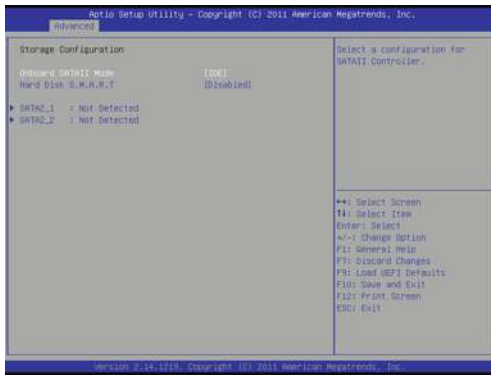 Aptio Setup Utility – Copyright (C) 2011 American Megatrends, Inc.
Advanced
Storage Configuration
Onboard SATAII Mode [IDE]
Hard Disk S.M.A.R.T [Disabled]
SATA2_1 : Not Detected
SATA2_2 : Not Detected
Select a configuration for
SATAII Controller.
↔: Select Screen
↑↓: Select Item
Enter: Select
+/-: Change Option
F1: General Help
F7: Discard Changes
F9: Load UEFI Defaults
F10: Save and Exit
F12: Print Screen
ESC: Exit
Version 2.14.1219. Copyright (C) 2011 American Megatrends, Inc.